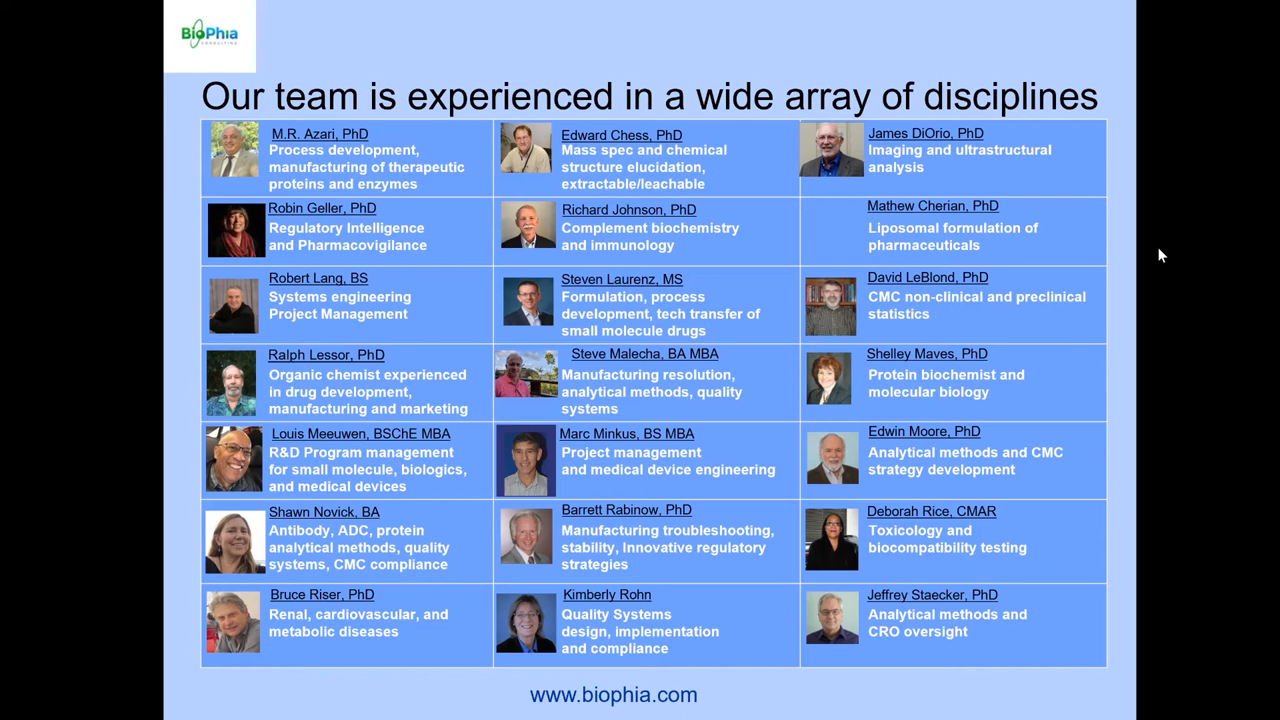 BioPhia
CONSULTING
Our team is experienced in a wide array of disciplines
M.R. Azari, PhD
Process development,
manufacturing of therapeutic
proteins and enzymes
Edward Chess, PhD
Mass spec and chemical
structure elucidation,
extractable/leachable
James DiOrio, PhD
Imaging and ultrastructural
analysis
Robin Geller, PhD
Regulatory Intelligence
and Pharmacovigilance
Richard Johnson, PhD
Complement biochemistry
and immunology
Mathew Cherian, PhD
Liposomal formulation of
pharmaceuticals
Robert Lang, BS
Systems engineering
Project Management
Steven Laurenz, MS
Formulation, process
development, tech transfer of
small molecule drugs
David LeBlond, PhD
CMC non-clinical and preclinical
statistics
Ralph Lessor, PhD
Organic chemist experienced
in drug development,
manufacturing and marketing
Steve Malecha, BA MBA
Manufacturing resolution,
analytical methods, quality
systems
Shelley Maves, PhD
Protein biochemist and
molecular biology
Louis Meeuwen, BSChE MBA
R&D Program management
for small molecule, biologics,
and medical devices
Marc Minkus, BS MBA
Project management
and medical device engineering
Edwin Moore, PhD
Analytical methods and CMC
strategy development
Shawn Novick, BA
Antibody, ADC, protein
analytical methods, quality
systems, CMC compliance
Barrett Rabinow, PhD
Manufacturing troubleshooting,
stability, Innovative regulatory
strategies
Deborah Rice, CMAR
Toxicology and
biocompatibility testing
Bruce Riser, PhD
Renal, cardiovascular, and
metabolic diseases
Kimberly Rohn
Quality Systems
design, implementation
and compliance
Jeffrey Staecker, PhD
Analytical methods and
CRO oversight
www.biophia.com